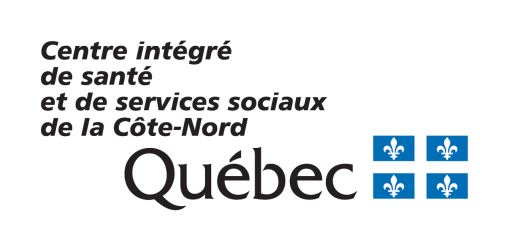 Centre intégré
de santé
et de services sociaux
de la Côte-Nord
Québec